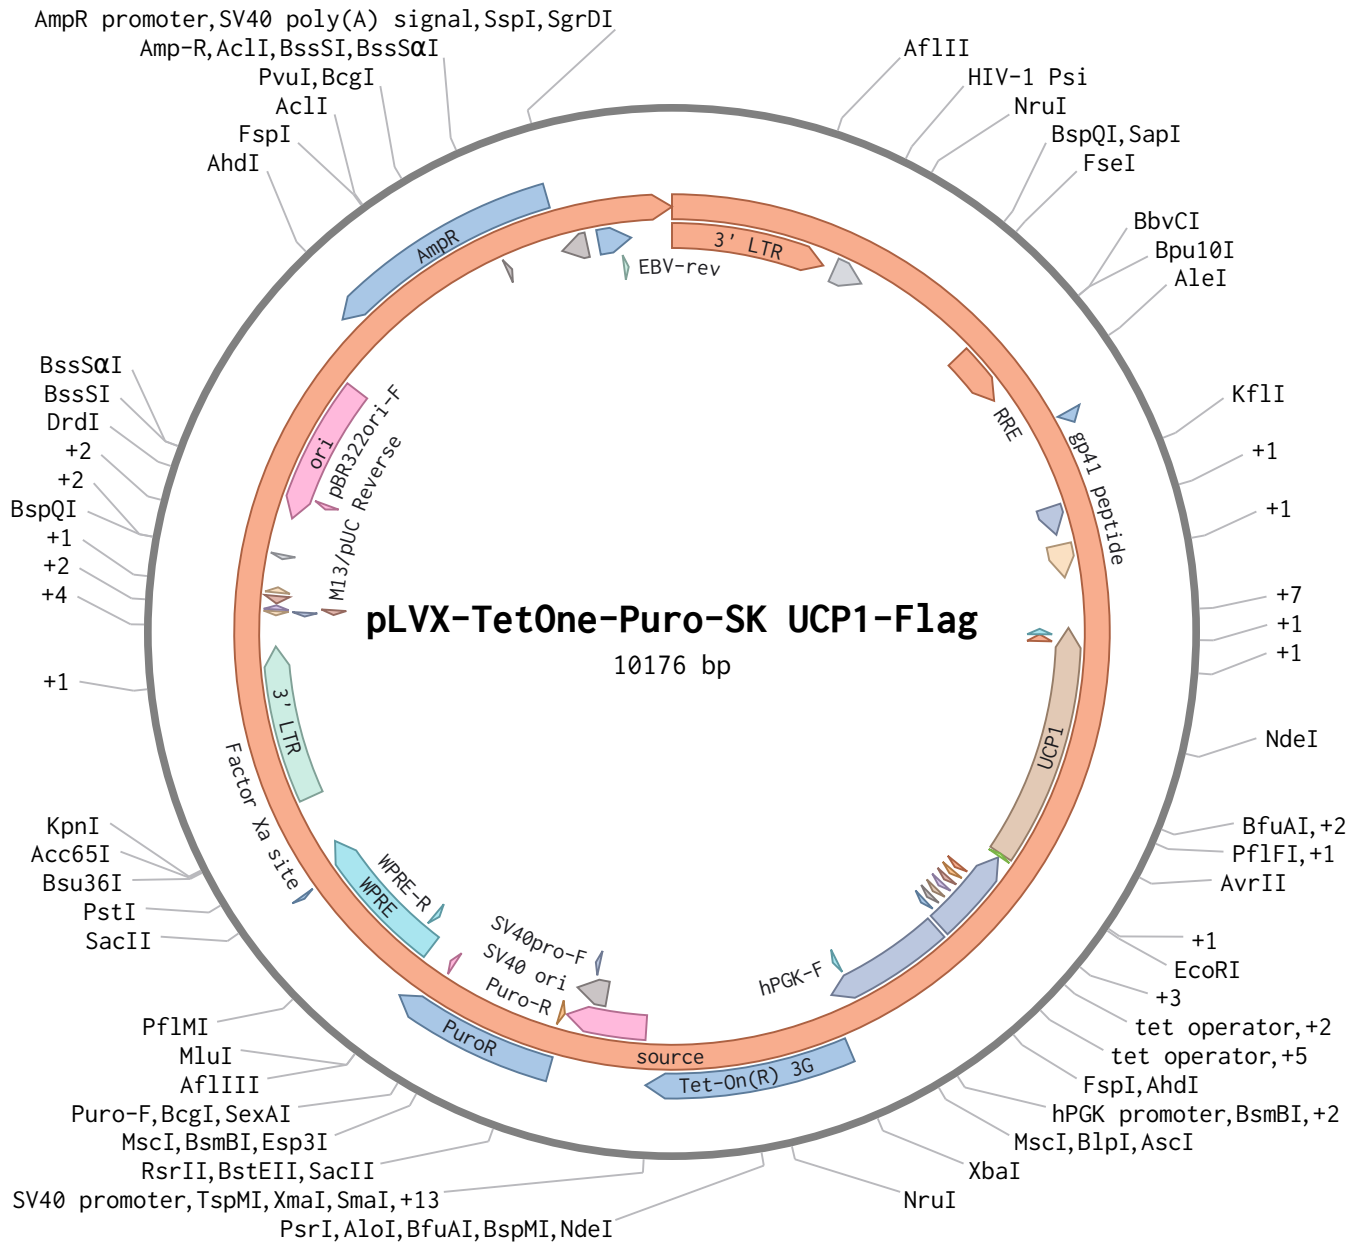 AmpR promoter,SV40 poly(A) signal,SspI,SgrDI
Amp-R,AclI,BssSI,BssSαI
PvuI,BcgI
AclI
FspI
AhdI
AflII
HIV-1 Psi
NruI
BspQI,SapI
FseI
BbvCI
Bpu10I
AleI
KflI
+1
+1
+7
+1
+1
NdeI
BfuAI,+2
PflFI,+1
AvrII
+1
EcoRI
+3
tet operator,+2
tet operator,+5
FspI,AhdI
hPGK promoter,BsmBI,+2
MscI,BlpI,AscI
XbaI
NruI
BssSαI
BssSI
DrdI
+2
+2
BspQI
+1
+2
+4
+1
KpnI
Acc65I
Bsu36I
PstI
SacII
PflMI
MluI
AflIII
Puro-F,BcgI,SexAI
MscI,BsmBI,Esp3I
RsrII,BstEII,SacII
SV40 promoter,TspMI,XmaI,SmaI,+13
PsrI,AloI,BfuAI,BspMI,NdeI
AmpR
EBV-rev
3' LTR
RRE
gp41 peptide
ori
pBR322ori-F
M13/pUC Reverse
pLVX-TetOne-Puro-SK UCP1-Flag
10176 bp
UCP1
3' LTR
Factor Xa site
WPRE-R
WPRE
SV40pro-F
SV40 ori
Puro-R
PuroR
hPGK-F
source
Tet-On(R) 3G